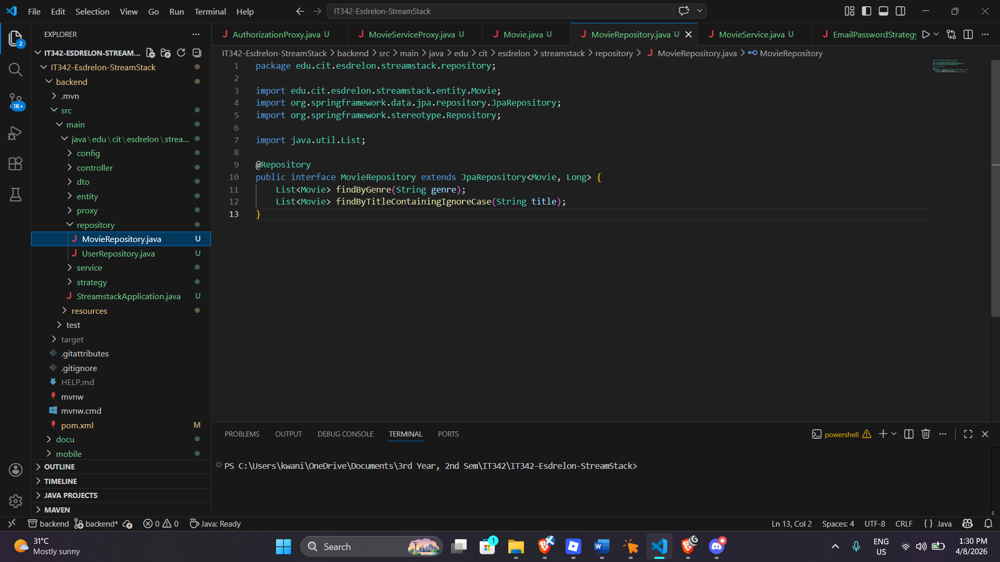 File Edit Selection View Go Run Terminal Help
IT342-Esdrelon-StreamStack
EXPLORER
2
1K+
IT342-ESDRELON-STREAM...
IT342-Esdrelon-StreamStack
backend
.mvn
src
main
java\edu\cit\esdrelon\strea...
config
controller
dto
entity
proxy
repository
MovieRepository.java U
UserRepository.java U
service
strategy
StreamstackApplication.java U
resources
test
target
.gitattributes
.gitignore
HELP.md
mvnw
mvnw.cmd
pom.xml M
docu
mobile
OUTLINE
TIMELINE
JAVA PROJECTS
MAVEN
AuthorizationProxy.java U MovieServiceProxy.java U Movie.java U MovieRepository.java U MovieService.java U EmailPasswordStrategy
IT342-Esdrelon-StreamStack > backend > src > main > java > edu > cit > esdrelon > streamstack > repository > MovieRepository.java > MovieRepository
1 package edu.cit.esdrelon.streamstack.repository;
2
3 import edu.cit.esdrelon.streamstack.entity.Movie;
4 import org.springframework.data.jpa.repository.JpaRepository;
5 import org.springframework.stereotype.Repository;
6
7 import java.util.List;
8
9 @Repository
10 public interface MovieRepository extends JpaRepository<Movie, Long> {
11 List<Movie> findByGenre(String genre);
12 List<Movie> findByTitleContainingIgnoreCase(String title);
13 }
PROBLEMS OUTPUT DEBUG CONSOLE TERMINAL PORTS
powershell
PS C:\Users\kwani\OneDrive\Documents\3rd Year, 2nd Sem\IT342\IT342-Esdrelon-StreamStack>
backend backend* 0 0 Java: Ready
Ln 13, Col 2 Spaces: 4 UTF-8 CRLF { } Java
31°C
Mostly sunny
Search
1
ENG
US
1:30 PM
4/8/2026